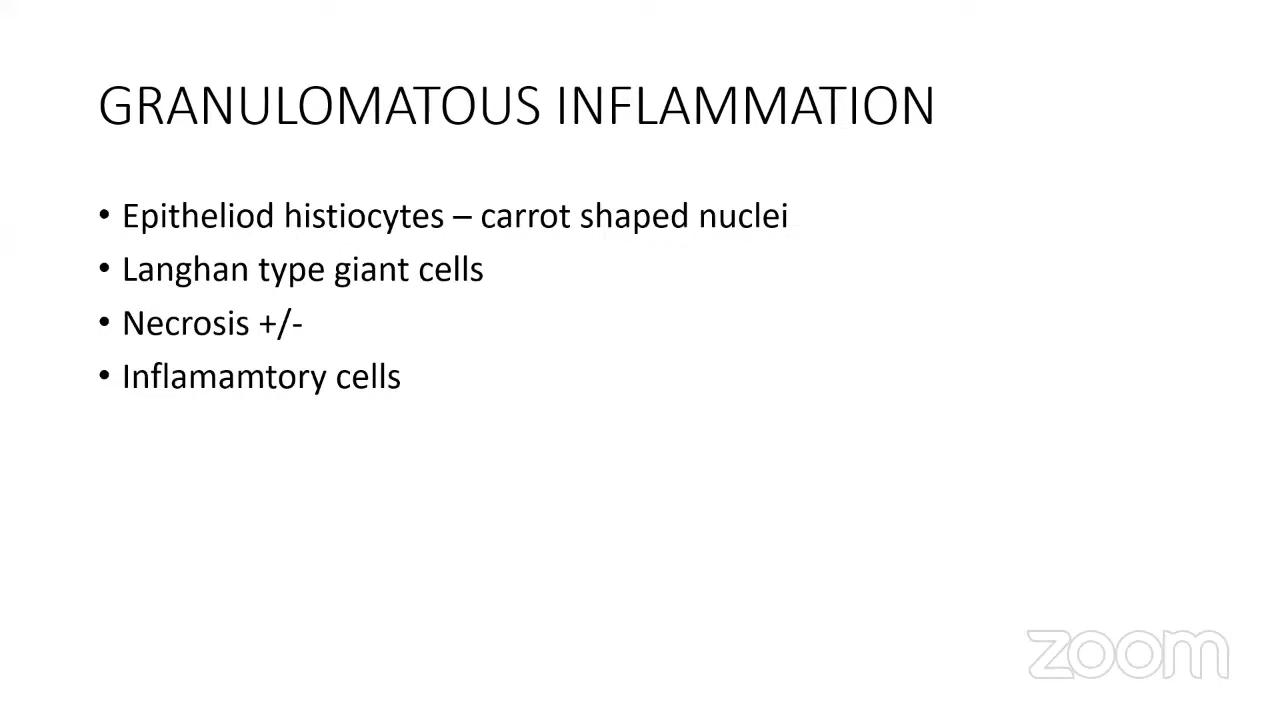 GRANULOMATOUS INFLAMMATION
• Epitheliod histiocytes – carrot shaped nuclei
• Langhan type giant cells
• Necrosis +/-
• Inflamamtory cells
zoom